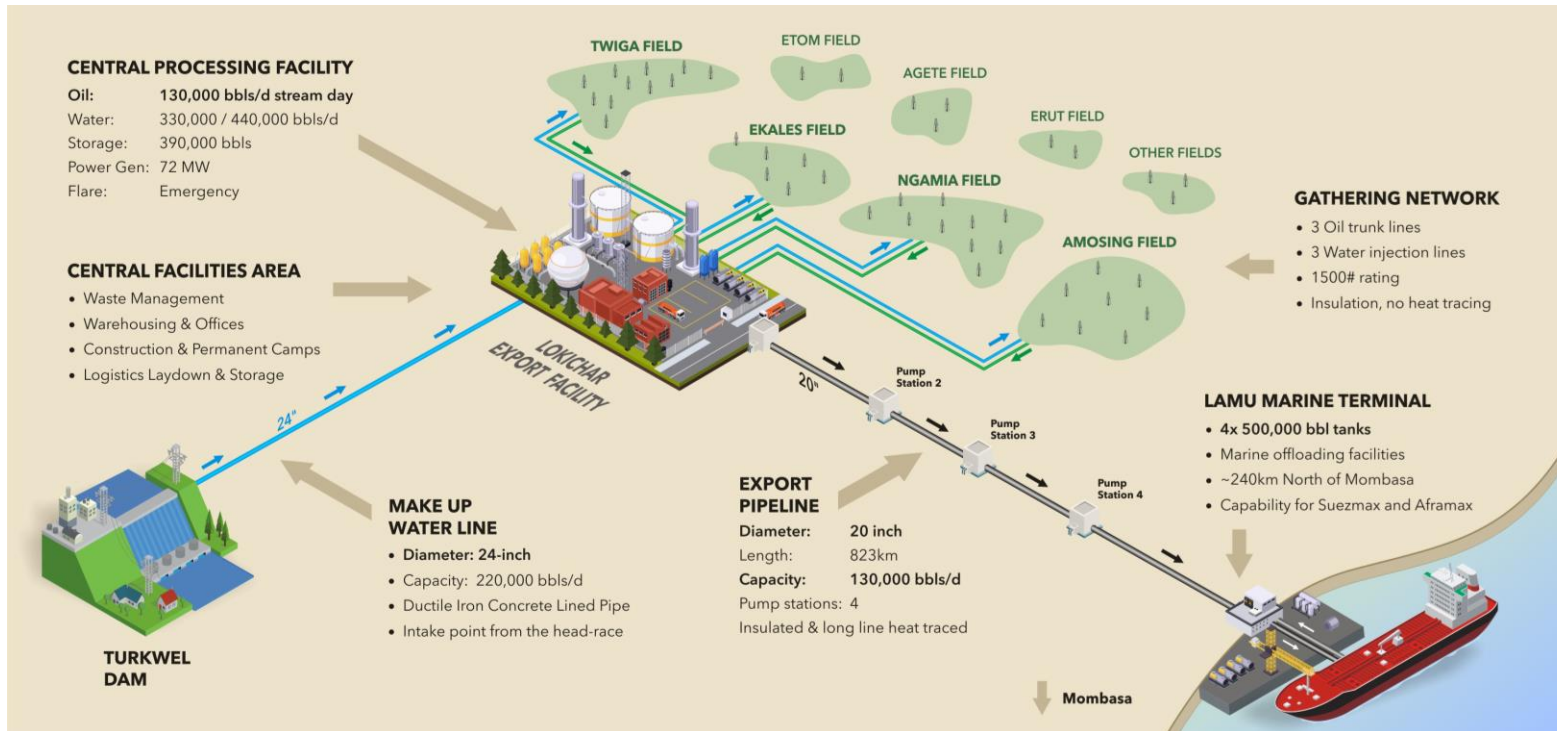 CENTRAL PROCESSING FACILITY
Oil: 130,000 bbls/d stream day
Water: 330,000 / 440,000 bbls/d
Storage: 390,000 bbls
Power Gen: 72 MW
Flare: Emergency
CENTRAL FACILITIES AREA
• Waste Management
• Warehousing & Offices
• Construction & Permanent Camps
• Logistics Laydown & Storage
TWIGA FIELD
ETOM FIELD
AGETE FIELD
ERUT FIELD
OTHER FIELDS
EKALES FIELD
NGAMIA FIELD
AMOSING FIELD
GATHERING NETWORK
• 3 Oil trunk lines
• 3 Water injection lines
• 1500# rating
• Insulation, no heat tracing
LOKICHAR
EXPORT FACILITY
24"
20"
Pump
Station 2
Pump
Station 3
Pump
Station 4
TURKWEL
DAM
MAKE UP
WATER LINE
• Diameter: 24-inch
• Capacity: 220,000 bbls/d
• Ductile Iron Concrete Lined Pipe
• Intake point from the head-race
EXPORT
PIPELINE
Diameter: 20 inch
Length: 823km
Capacity: 130,000 bbls/d
Pump stations: 4
Insulated & long line heat traced
LAMU MARINE TERMINAL
• 4x 500,000 bbl tanks
• Marine offloading facilities
• ~240km North of Mombasa
• Capability for Suezmax and Aframax
Mombasa